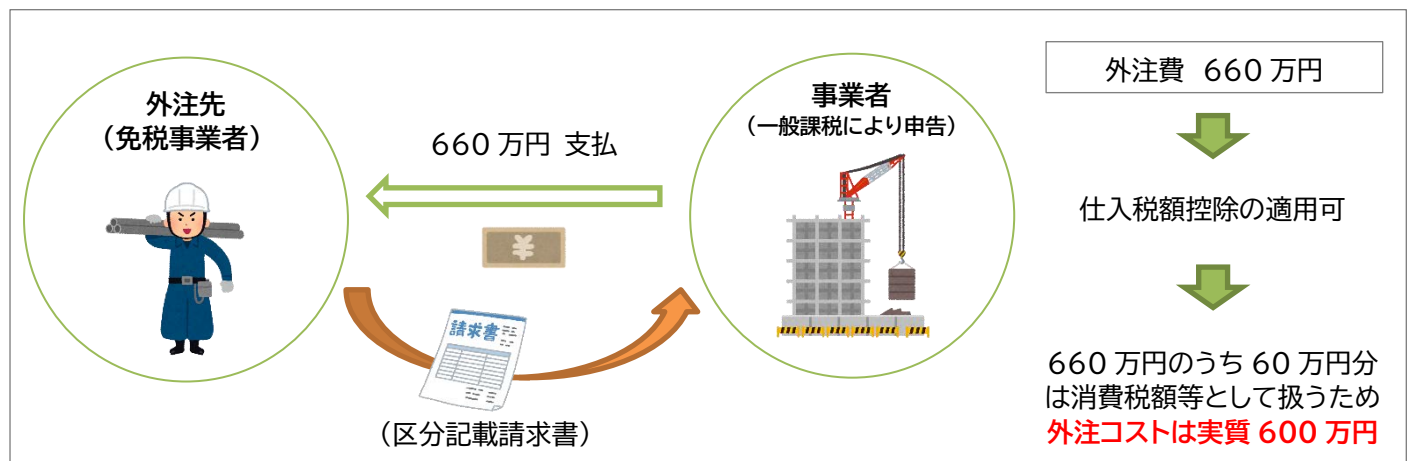 外注先
（免税事業者）
660 万円 支払
¥
請求書
（区分記載請求書）
事業者
（一般課税により申告）
外注費 660 万円
仕入税額控除の適用可
660 万円のうち 60 万円分
は消費税額等として扱うため
外注コストは実質 600 万円